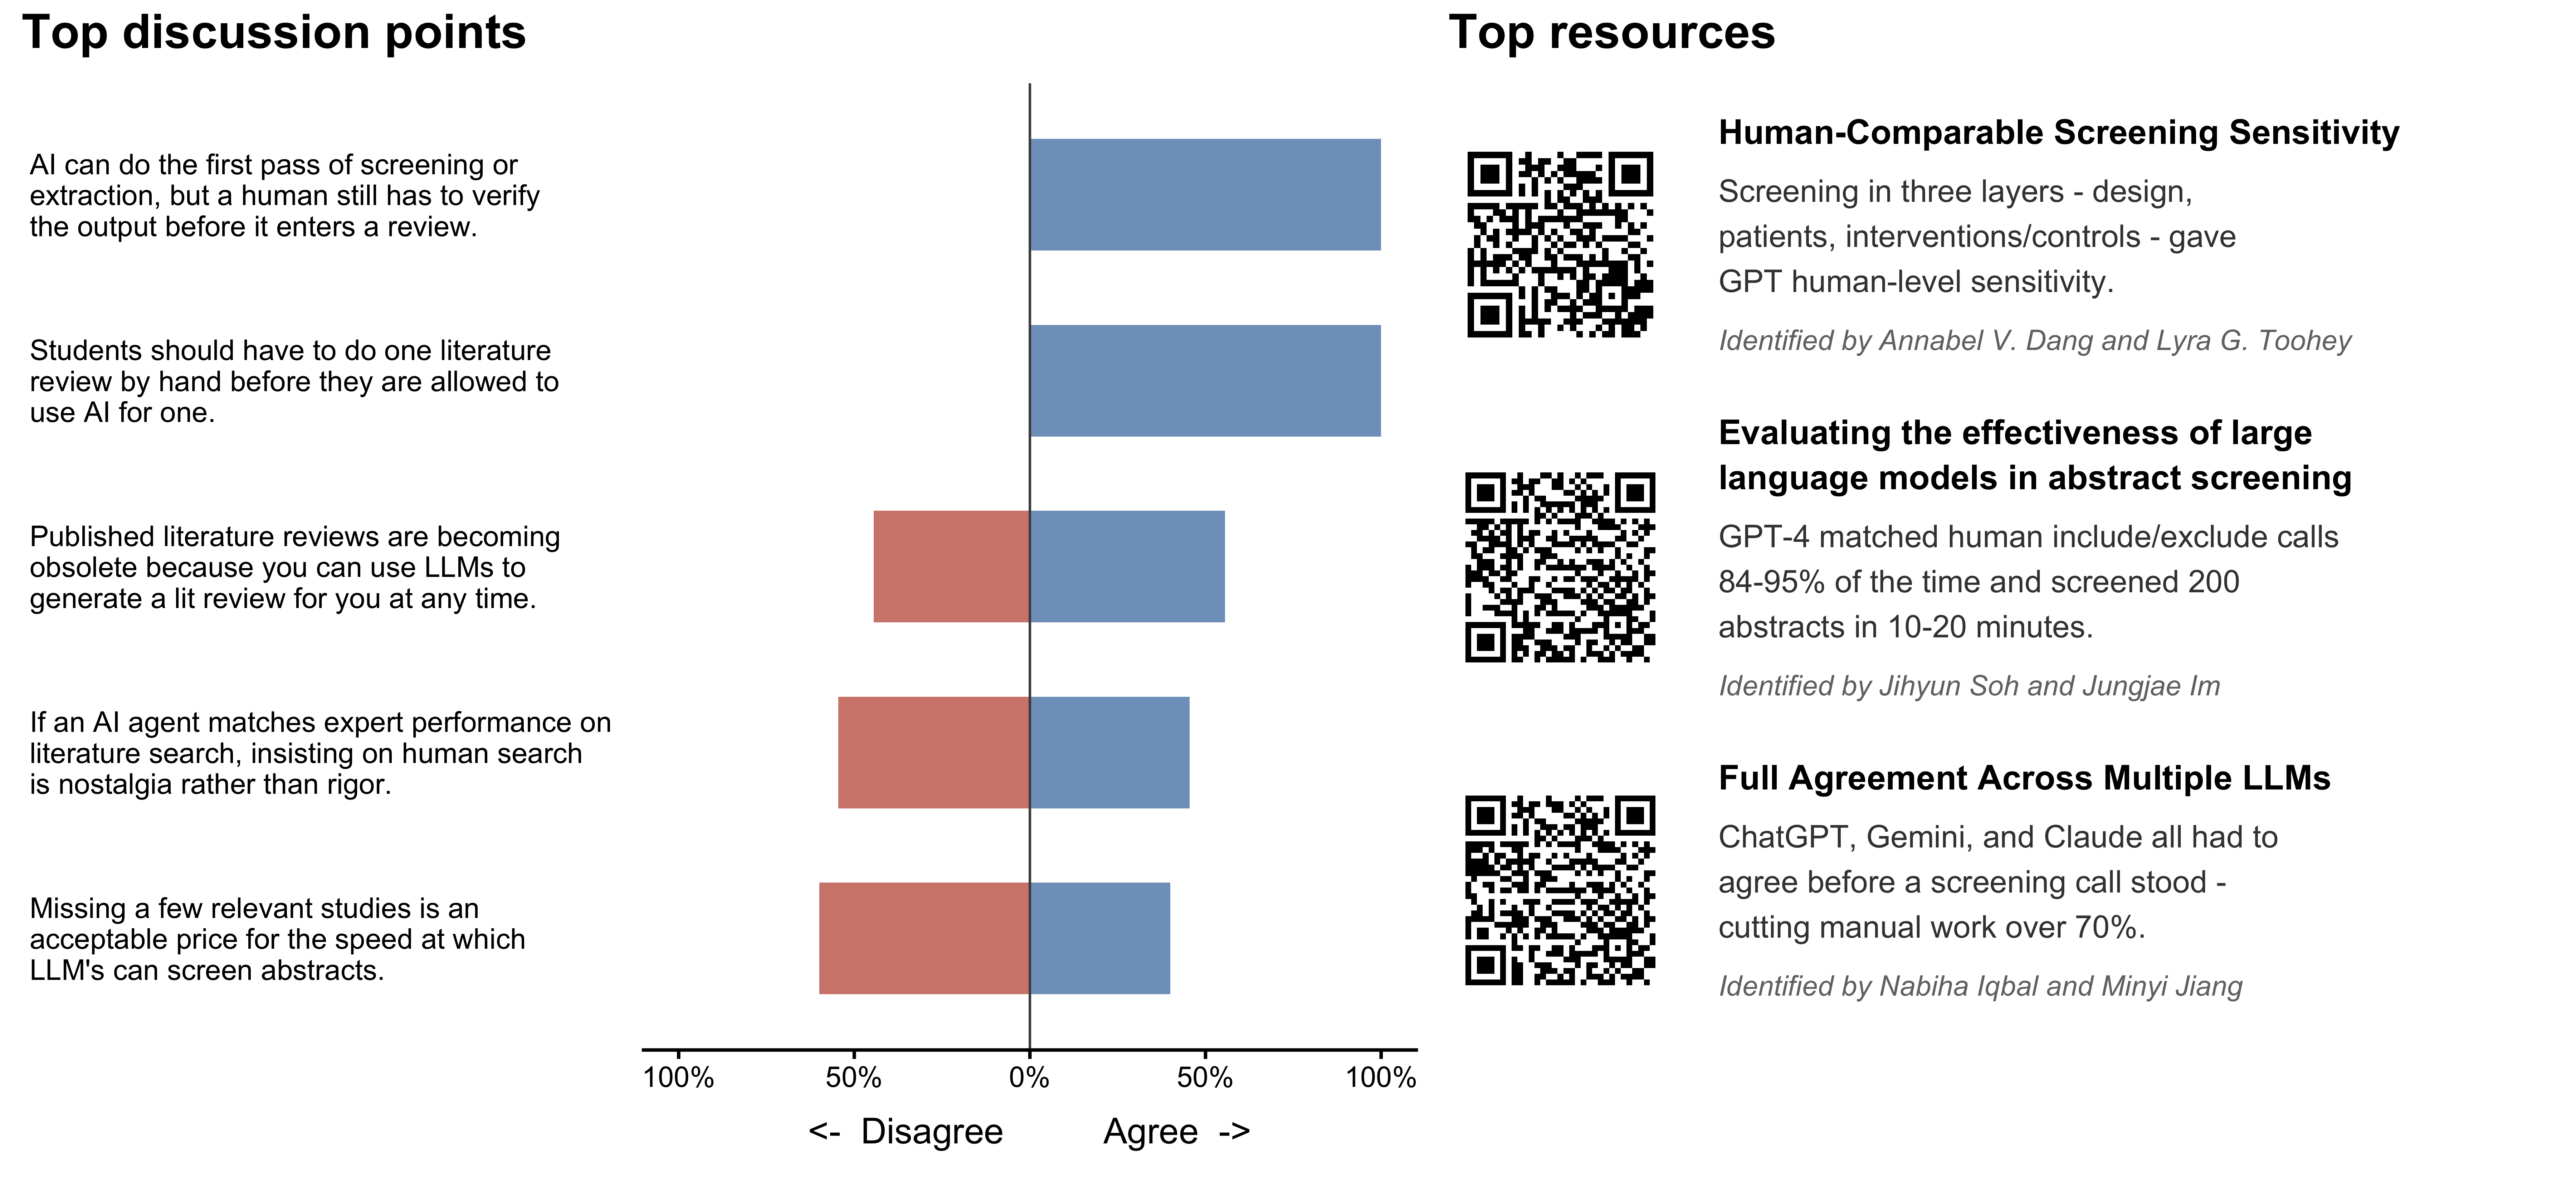 Top discussion points
AI can do the first pass of screening or
extraction, but a human still has to verify
the output before it enters a review.
Students should have to do one literature
review by hand before they are allowed to
use AI for one.
Published literature reviews are becoming
obsolete because you can use LLMs to
generate a lit review for you at any time.
If an AI agent matches expert performance on
literature search, insisting on human search
is nostalgia rather than rigor.
Missing a few relevant studies is an
acceptable price for the speed at which
LLM's can screen abstracts.
100% 50% 0% 50% 100%
<- Disagree Agree ->
Top resources
Human-Comparable Screening Sensitivity
Screening in three layers - design,
patients, interventions/controls - gave
GPT human-level sensitivity.
Identified by Annabel V. Dang and Lyra G. Toohey
Evaluating the effectiveness of large
language models in abstract screening
GPT-4 matched human include/exclude calls
84-95% of the time and screened 200
abstracts in 10-20 minutes.
Identified by Jihyun Soh and Jungjae Im
Full Agreement Across Multiple LLMs
ChatGPT, Gemini, and Claude all had to
agree before a screening call stood -
cutting manual work over 70%.
Identified by Nabiha Iqbal and Minyi Jiang